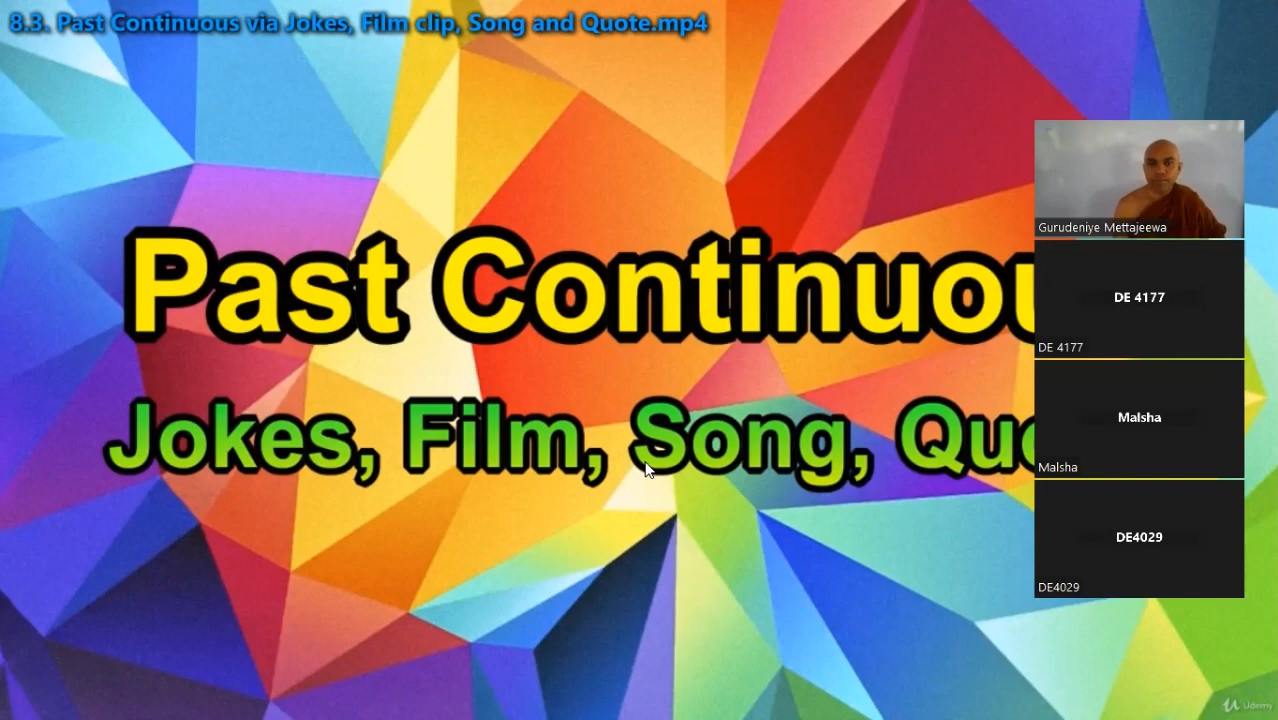 8.3. Past Continuous via Jokes, Film clip, Song and Quote.mp4
Past Continuou
Jokes, Film, Song, Quo
Gurudeniye Mettajeewa
DE 4177
DE 4177
Malsha
Malsha
DE4029
DE4029
Udemy